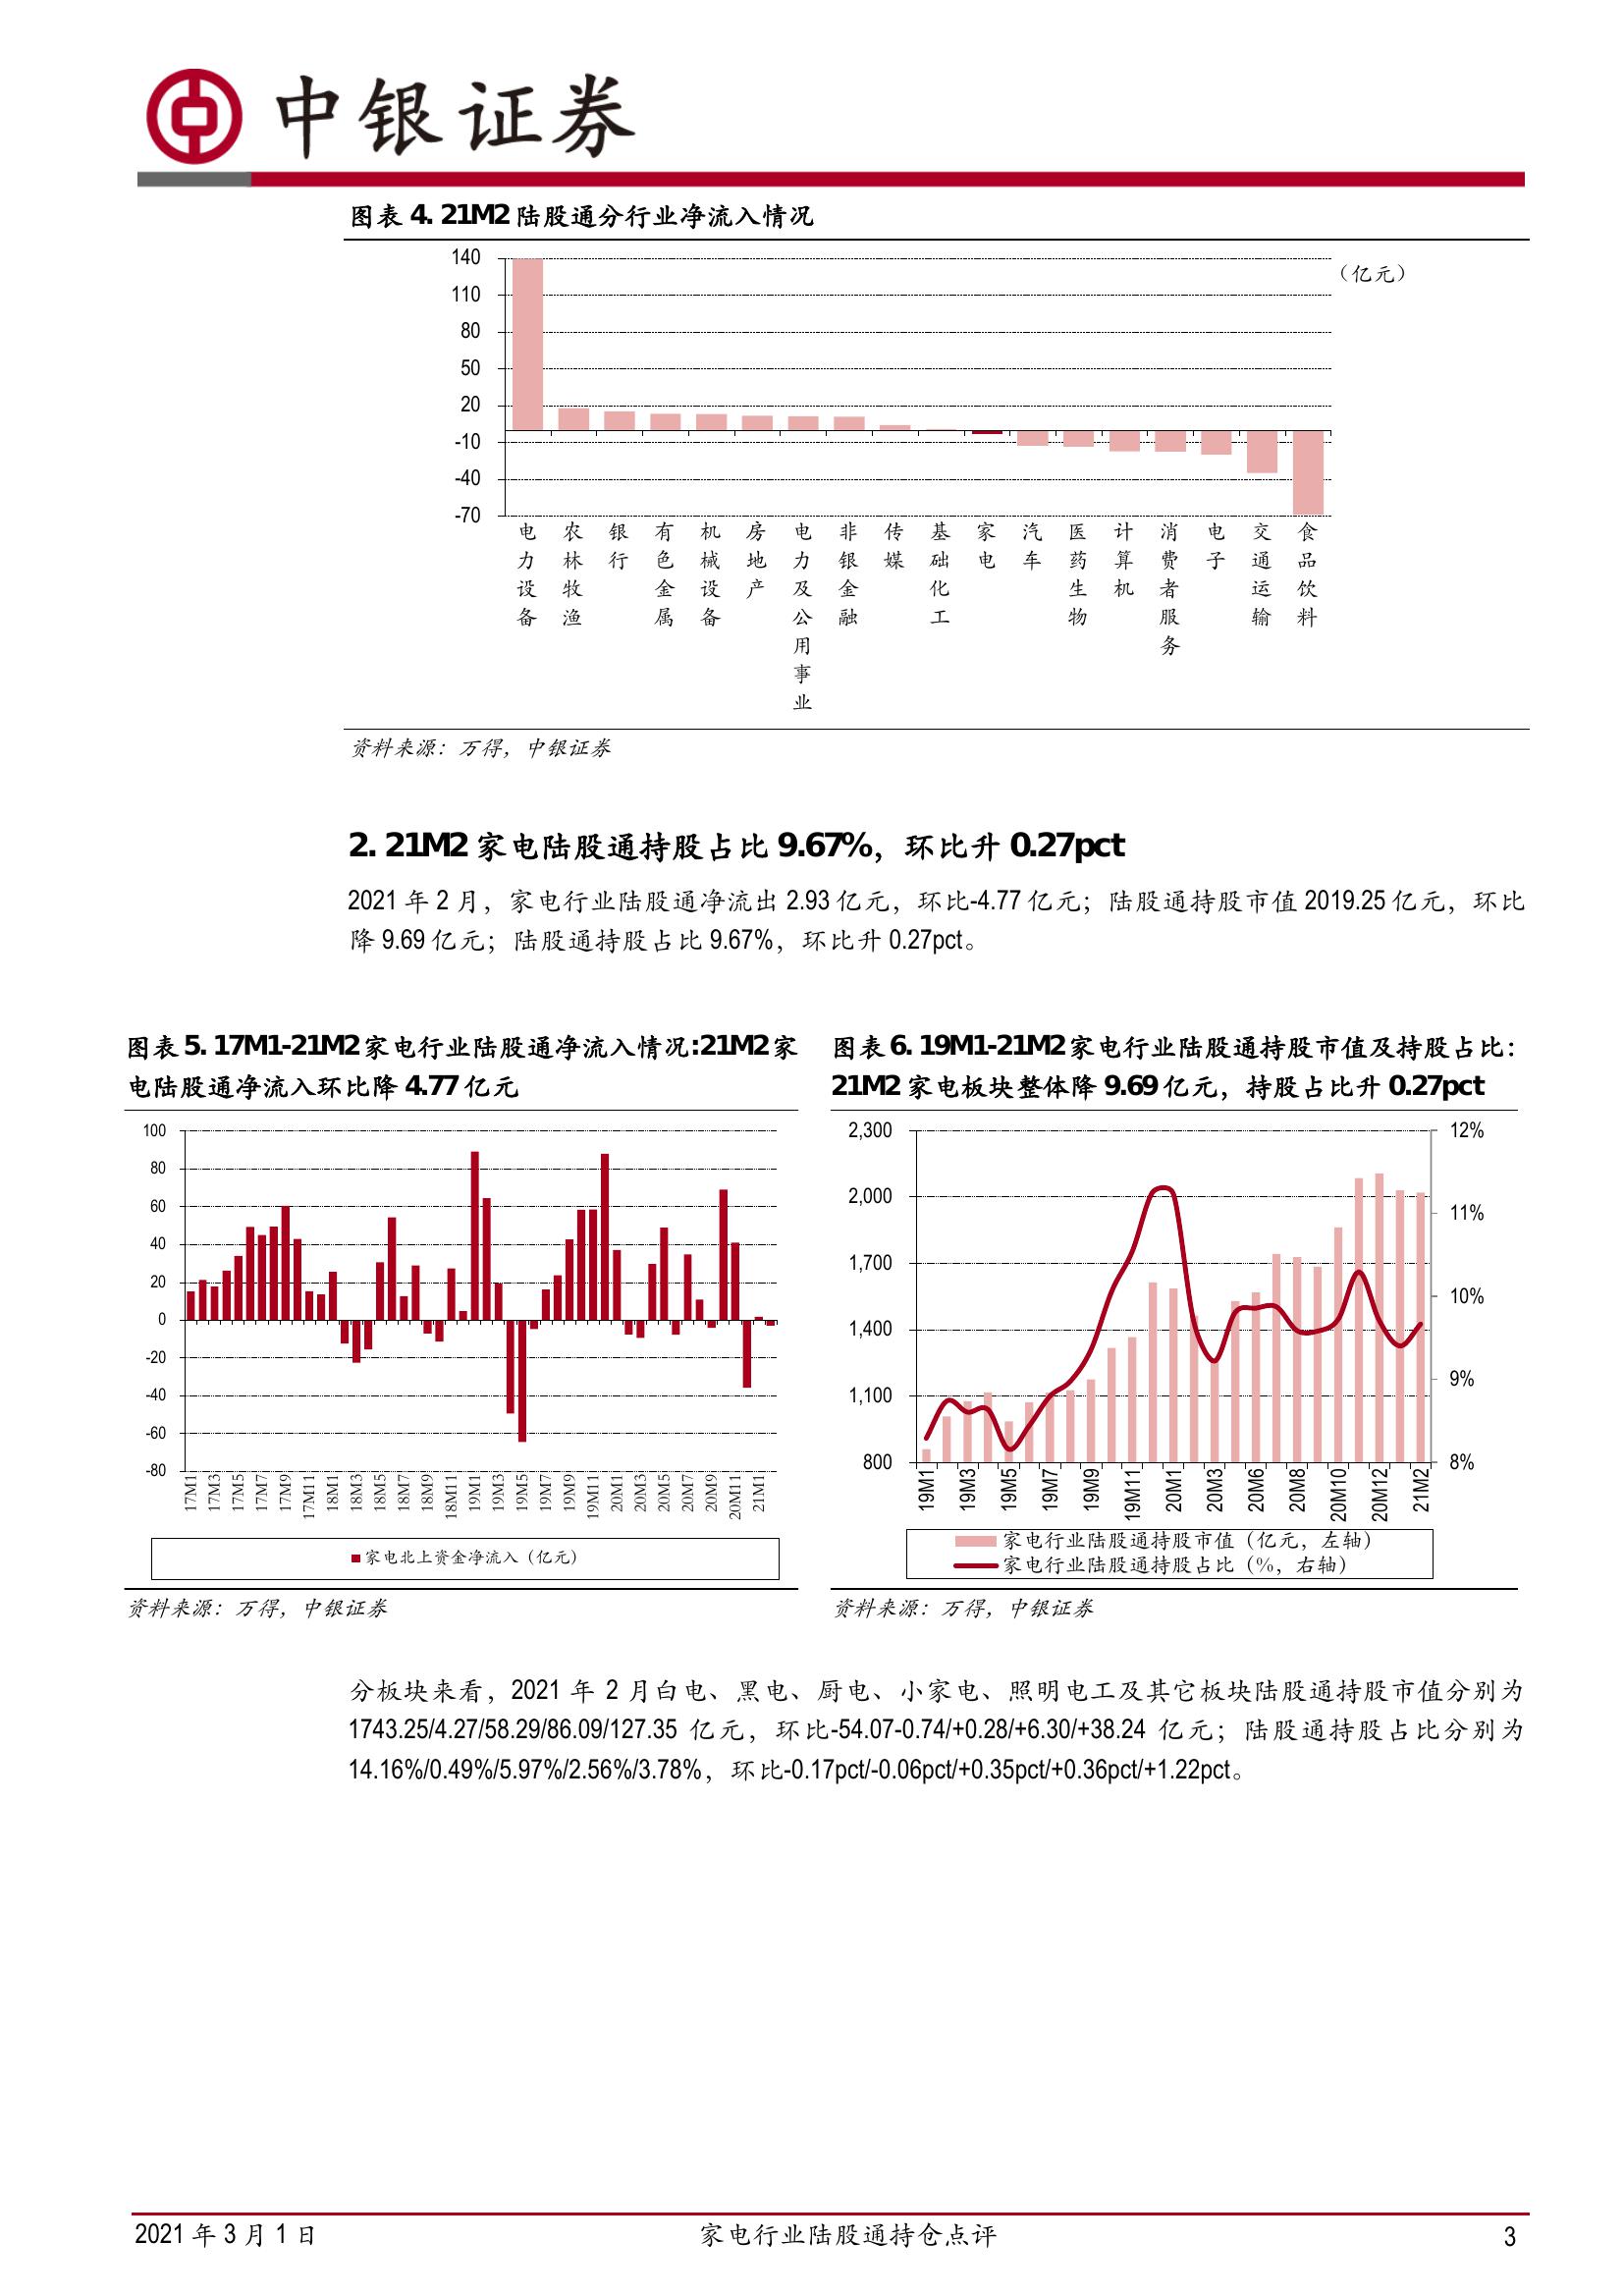 中银证券
图表 4. 21M2 陆股通分行业净流入情况
（亿元）
140
110
80
50
20
-10
-40
-70
电力设备
农林牧渔
银行
有色金属
机械设备
房地产
电力及公用事业
非银金融
传媒
基础化工
家电
汽车
医药生物
计算机
消费者服务
电子
交通运输
食品饮料
资料来源：万得，中银证券
2. 21M2 家电陆股通持股占比 9.67%，环比升 0.27pct
2021 年 2 月，家电行业陆股通净流出 2.93 亿元，环比-4.77 亿元；陆股通持股市值 2019.25 亿元，环比
降 9.69 亿元；陆股通持股占比 9.67%，环比升 0.27pct。
图表 5. 17M1-21M2 家电行业陆股通净流入情况:21M2 家
电陆股通净流入环比降 4.77 亿元
100
80
60
40
20
0
-20
-40
-60
-80
17M1
17M3
17M5
17M7
17M9
17M11
18M1
18M3
18M5
18M7
18M9
18M11
19M1
19M3
19M5
19M7
19M9
19M11
20M1
20M3
20M5
20M7
20M9
20M11
21M1
家电北上资金净流入（亿元）
资料来源：万得，中银证券
图表 6. 19M1-21M2 家电行业陆股通持股市值及持股占比：
21M2 家电板块整体降 9.69 亿元，持股占比升 0.27pct
2,300
2,000
1,700
1,400
1,100
800
12%
11%
10%
9%
8%
19M1
19M3
19M5
19M7
19M9
19M11
20M1
20M3
20M6
20M8
20M10
20M12
21M2
家电行业陆股通持股市值（亿元，左轴）
家电行业陆股通持股占比（%，右轴）
资料来源：万得，中银证券
分板块来看，2021 年 2 月白电、黑电、厨电、小家电、照明电工及其它板块陆股通持股市值分别为
1743.25/4.27/58.29/86.09/127.35 亿元，环比-54.07-0.74/+0.28/+6.30/+38.24 亿元；陆股通持股占比分别为
14.16%/0.49%/5.97%/2.56%/3.78%，环比-0.17pct/-0.06pct/+0.35pct/+0.36pct/+1.22pct。
2021 年 3 月 1 日
家电行业陆股通持仓点评
3